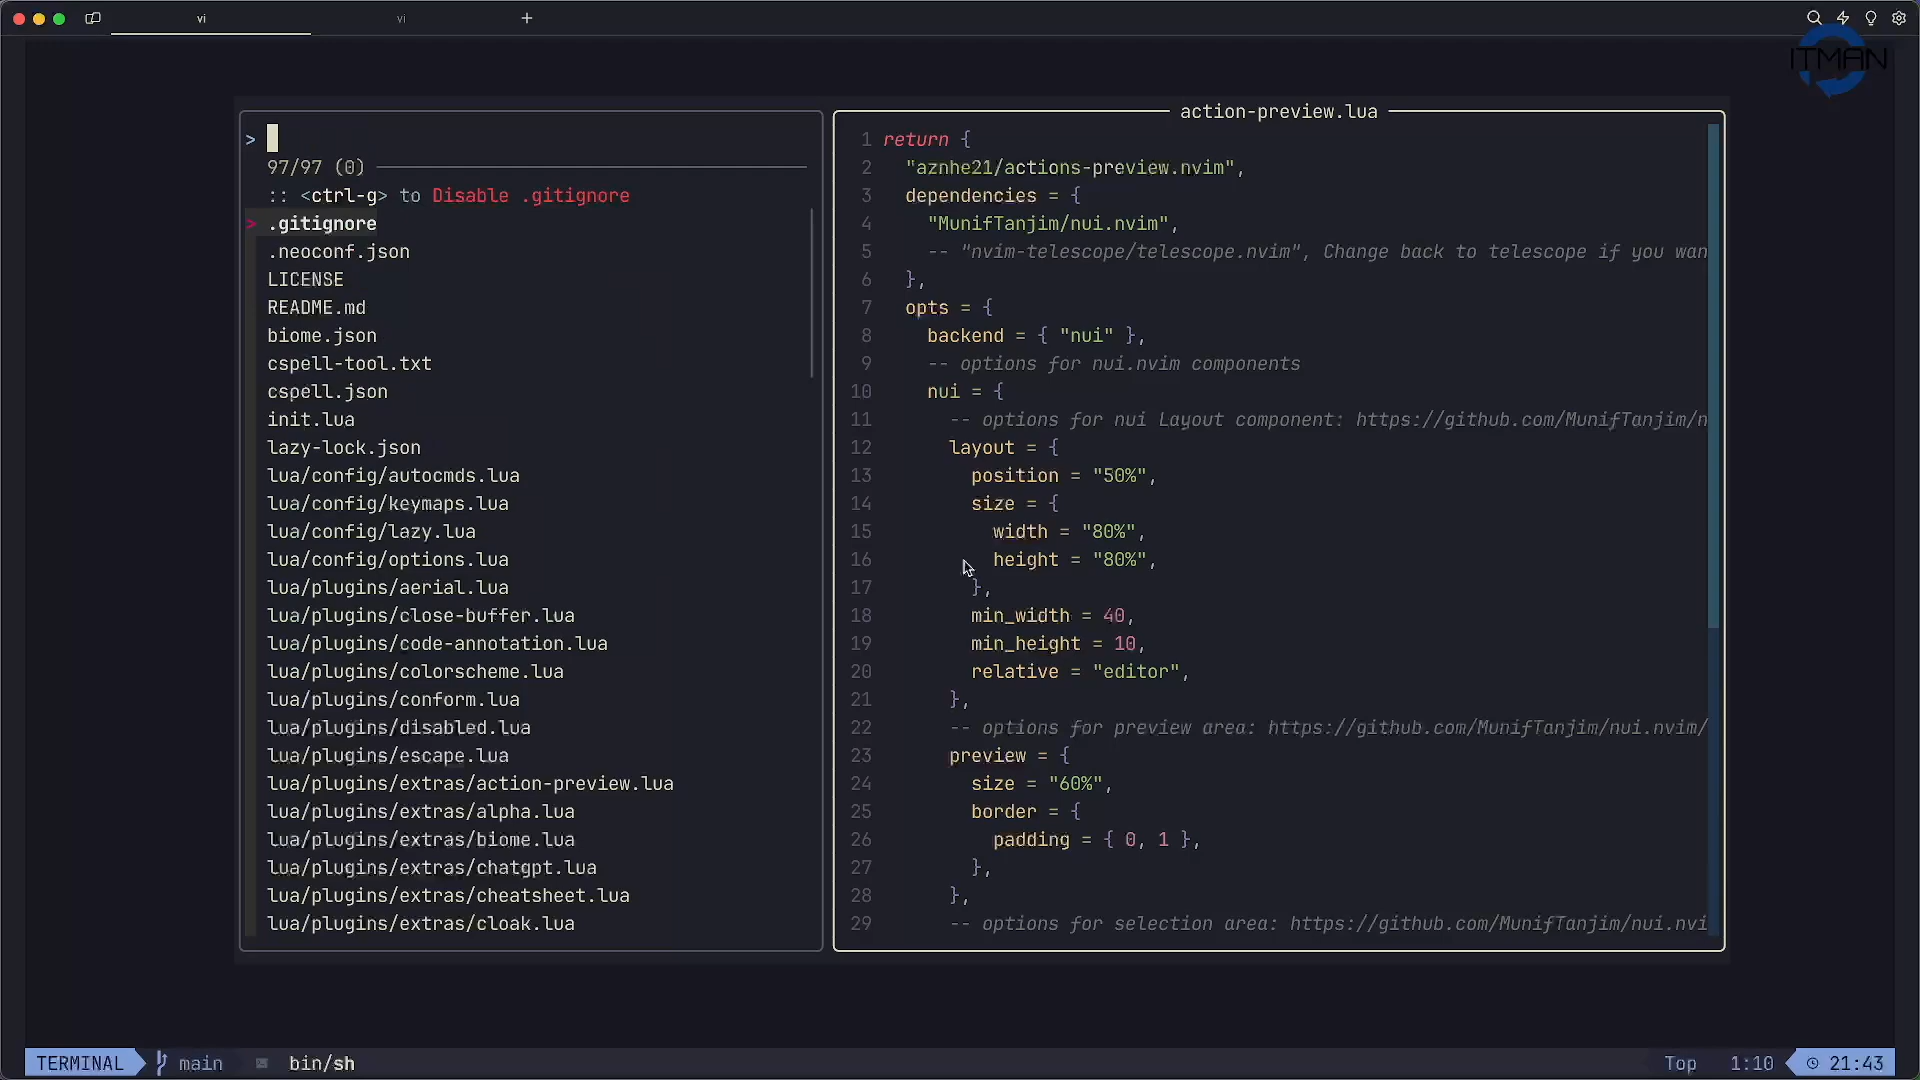 vi
vi
+
ITMAN
>
97/97 (0)
:: <ctrl-g> to Disable .gitignore
> .gitignore
.neoconf.json
LICENSE
README.md
biome.json
cspell-tool.txt
cspell.json
init.lua
lazy-lock.json
lua/config/autocmds.lua
lua/config/keymaps.lua
lua/config/lazy.lua
lua/config/options.lua
lua/plugins/aerial.lua
lua/plugins/close-buffer.lua
lua/plugins/code-annotation.lua
lua/plugins/colorscheme.lua
lua/plugins/conform.lua
lua/plugins/disabled.lua
lua/plugins/escape.lua
lua/plugins/extras/action-preview.lua
lua/plugins/extras/alpha.lua
lua/plugins/extras/biome.lua
lua/plugins/extras/chatgpt.lua
lua/plugins/extras/cheatsheet.lua
lua/plugins/extras/cloak.lua
action-preview.lua
1 return {
2 "aznhe21/actions-preview.nvim",
3 dependencies = {
4 "MunifTanjim/nui.nvim",
5 -- "nvim-telescope/telescope.nvim", Change back to telescope if you wan
6 },
7 opts = {
8 backend = { "nui" },
9 -- options for nui.nvim components
10 nui = {
11 -- options for nui Layout component: https://github.com/MunifTanjim/n
12 layout = {
13 position = "50%",
14 size = {
15 width = "80%",
16 height = "80%",
17 },
18 min_width = 40,
19 min_height = 10,
20 relative = "editor",
21 },
22 -- options for preview area: https://github.com/MunifTanjim/nui.nvim/
23 preview = {
24 size = "60%",
25 border = {
26 padding = { 0, 1 },
27 },
28 },
29 -- options for selection area: https://github.com/MunifTanjim/nui.nvi
TERMINAL main bin/sh Top 1:10 21:43